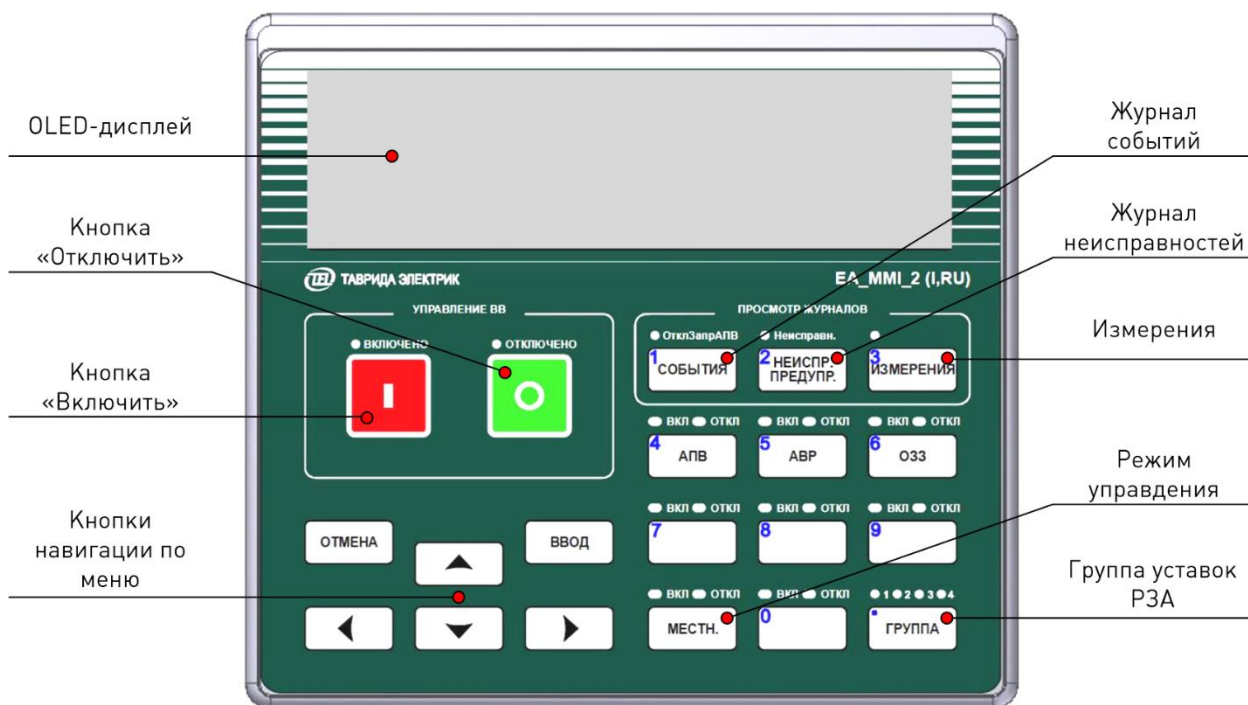 OLED-дисплей
Кнопка
«Отключить»
Кнопка
«Включить»
Кнопки
навигации по
меню
Журнал
событий
Журнал
неисправностей
Измерения
Режим
управдения
Группа уставок
РЗА
TEL ТАВРИДА ЭЛЕКТРИК
EA_MMI_2 (I,RU)
УПРАВЛЕНИЕ ВВ
ВКЛЮЧЕНО
ОТКЛЮЧЕНО
ПРОСМОТР ЖУРНАЛОВ
ОтклЗапрАПВ
Неисправн.
1 СОБЫТИЯ
2 НЕИСПР.
ПРЕДУПР.
3 ИЗМЕРЕНИЯ
ВКЛ ОТКЛ
ВКЛ ОТКЛ
ВКЛ ОТКЛ
4 АПВ
5 АВР
6 ОЗЗ
ВКЛ ОТКЛ
ВКЛ ОТКЛ
ВКЛ ОТКЛ
7
8
9
ВКЛ ОТКЛ
ВКЛ ОТКЛ
1 2 3 4
МЕСТН.
0
. ГРУППА
ОТМЕНА
ВВОД